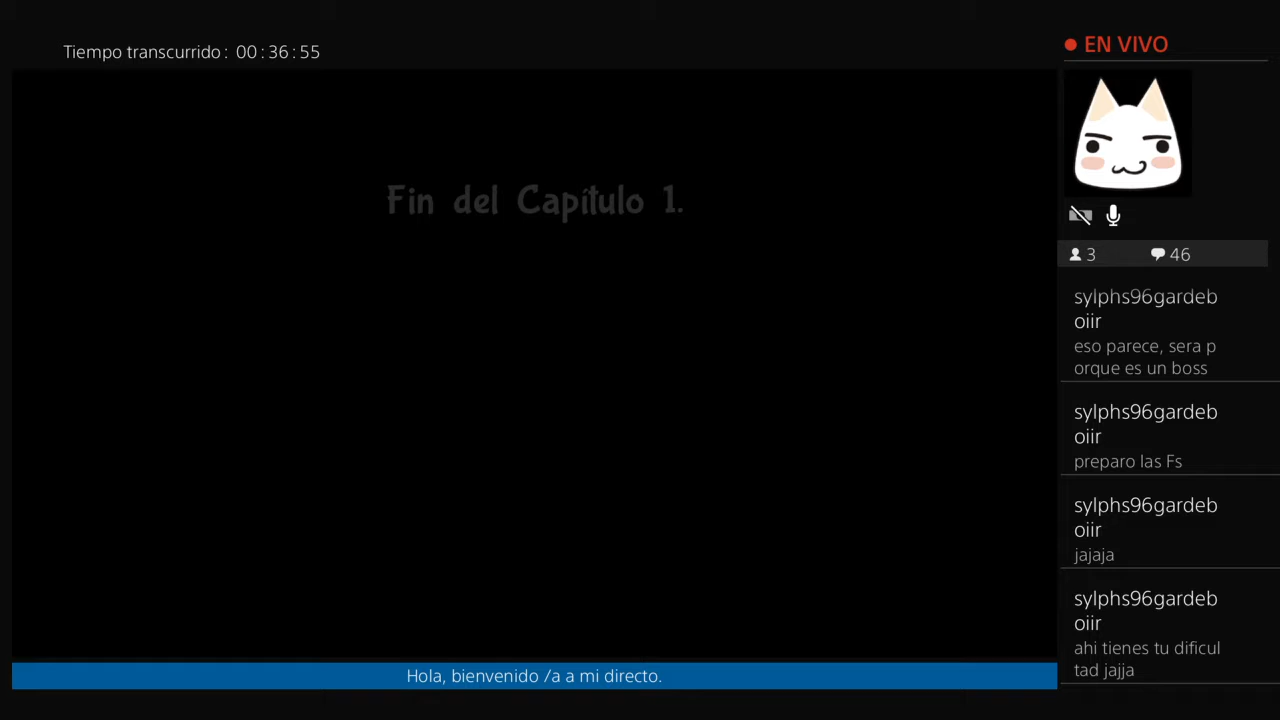 Tiempo transcurrido : 00 : 36 : 55
EN VIVO
Fin del Capítulo 1.
3
46
sylphs96gardeb
oiir
eso parece, sera p
orque es un boss
sylphs96gardeb
oiir
preparo las Fs
sylphs96gardeb
oiir
jajaja
sylphs96gardeb
oiir
ahi tienes tu dificul
tad jajja
Hola, bienvenido /a a mi directo.